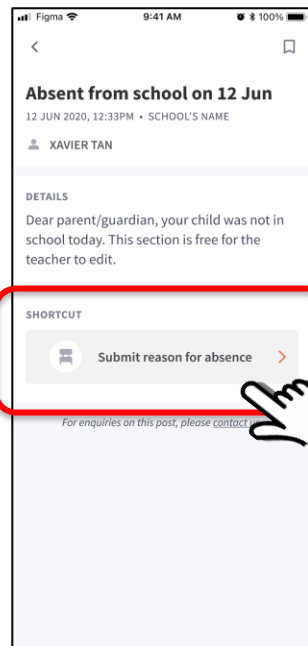 Figma 9:41 AM 100%
Absent from school on 12 Jun
12 JUN 2020, 12:33PM • SCHOOL'S NAME
XAVIER TAN
DETAILS
Dear parent/guardian, your child was not in
school today. This section is free for the
teacher to edit.
SHORTCUT
Submit reason for absence
For enquiries on this post, please contact